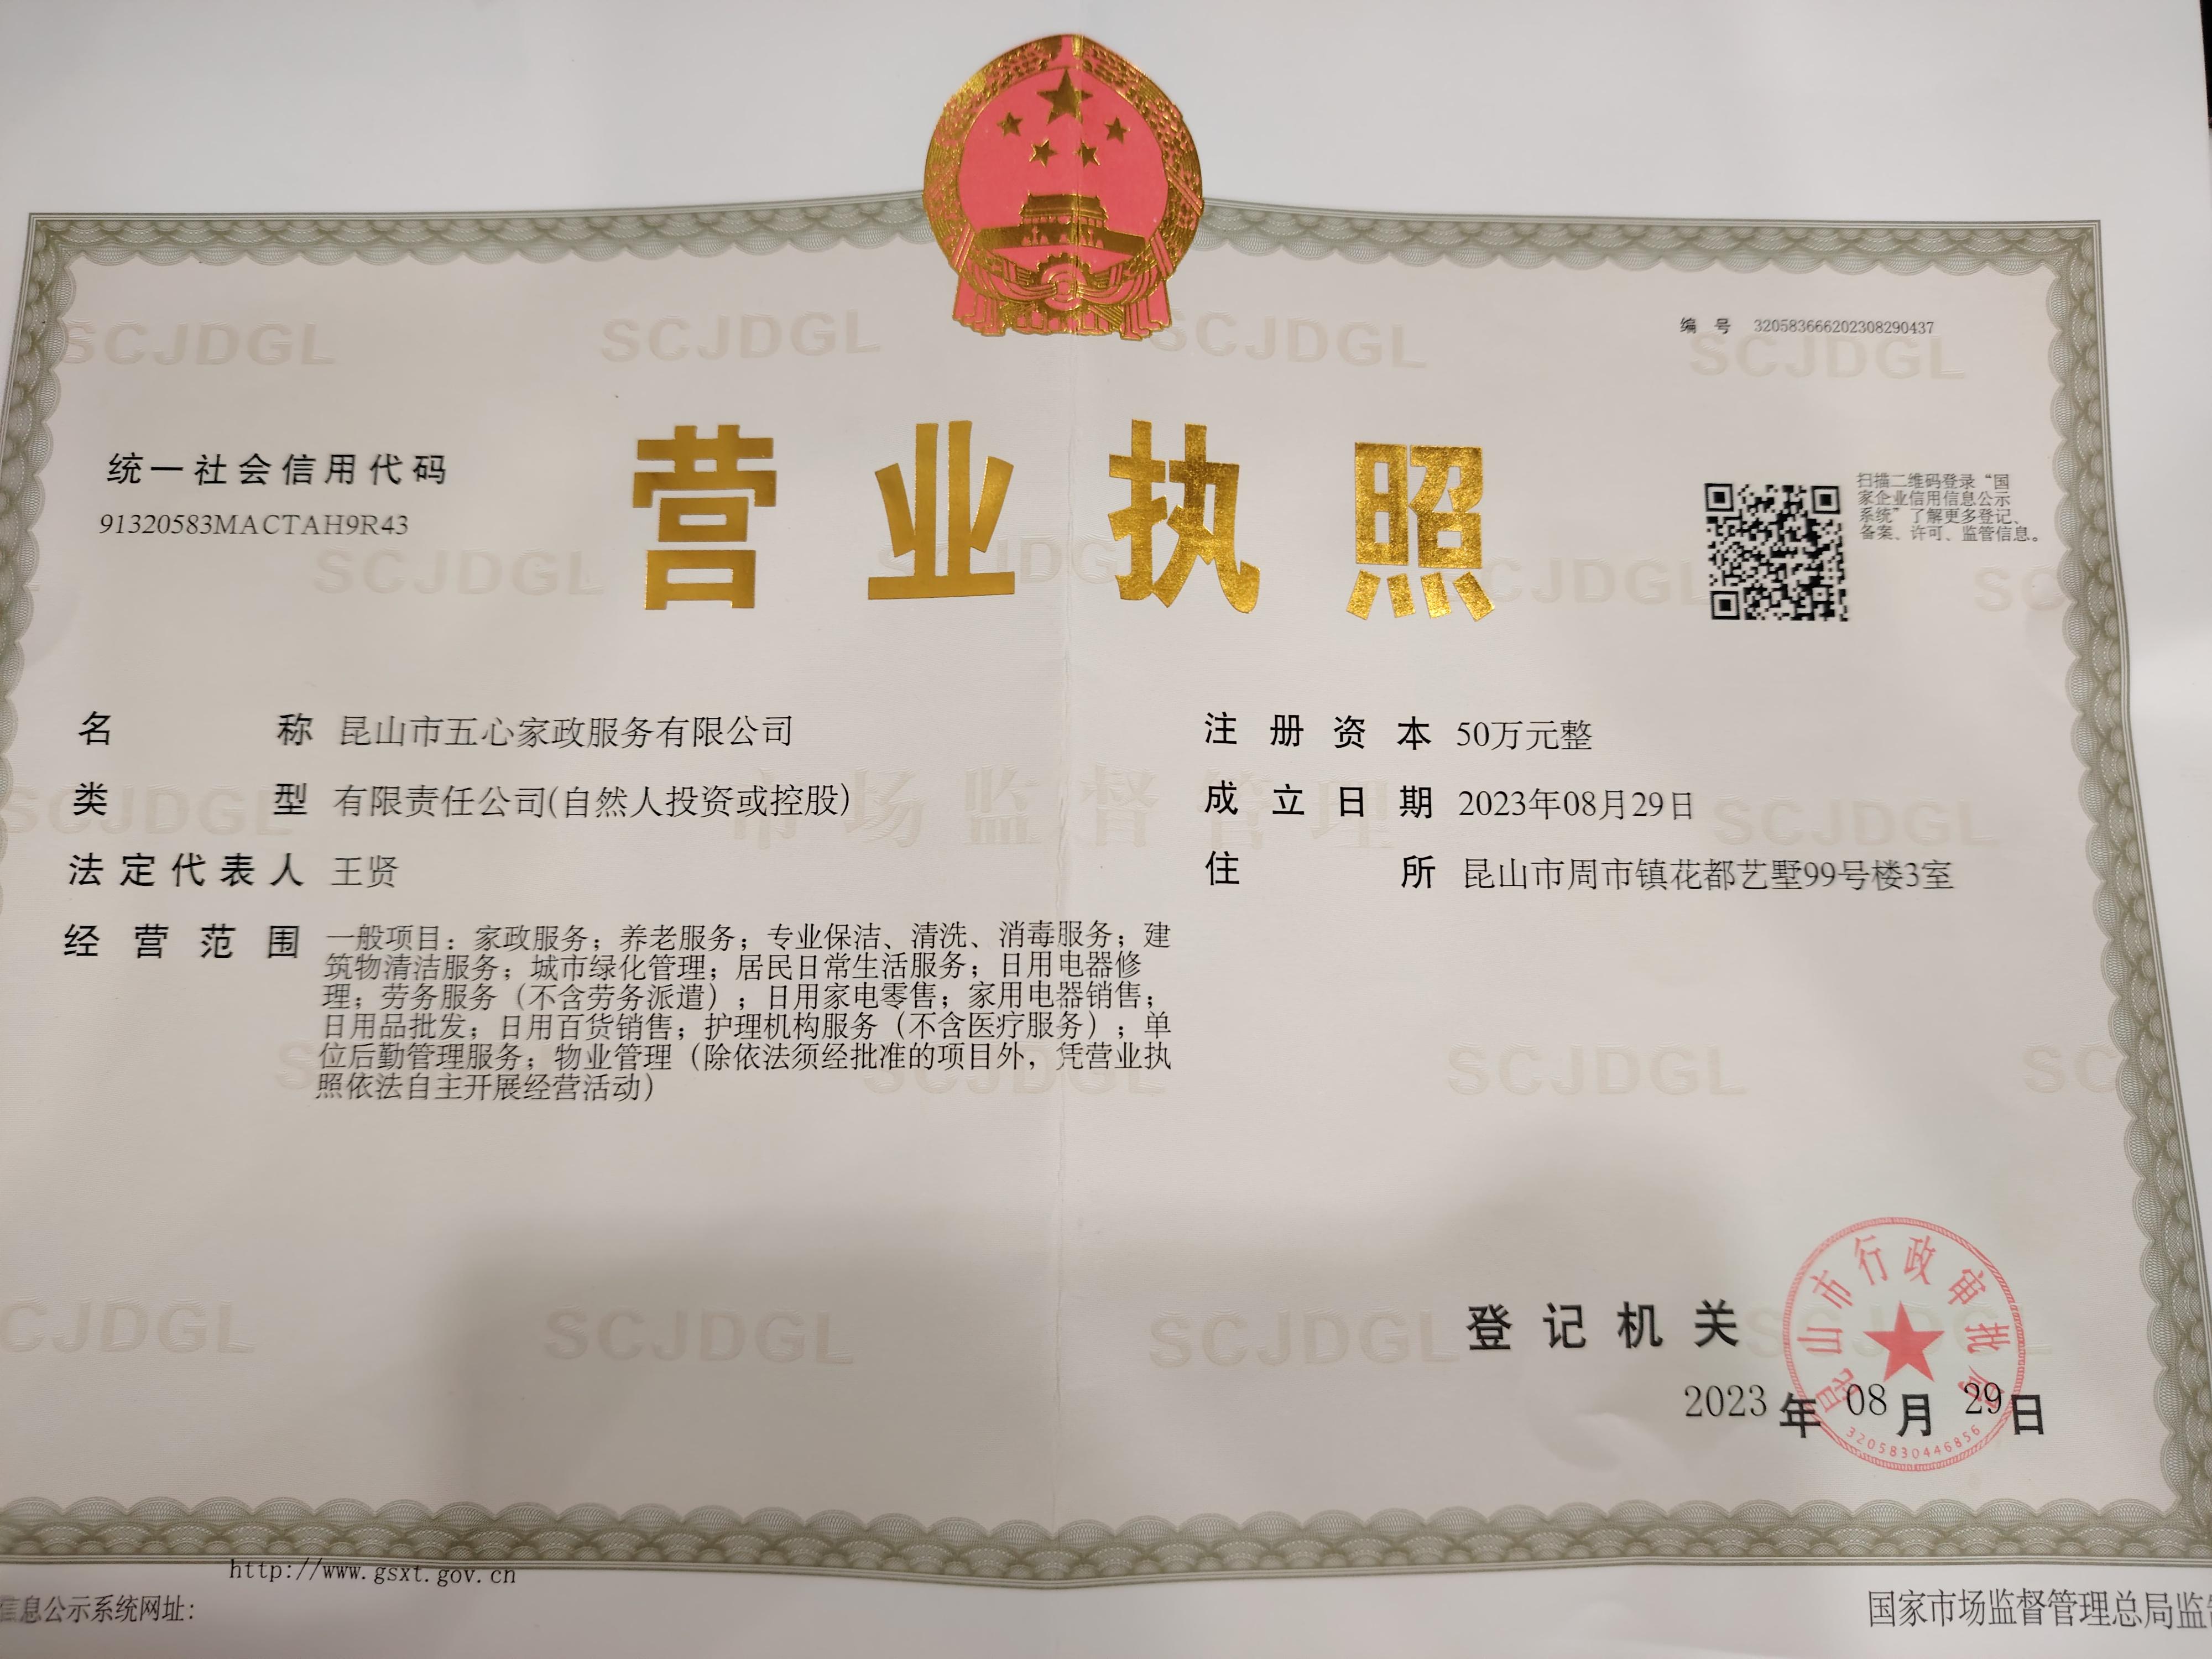 编号 320583666202308290437
统一社会信用代码
91320583MACTAH9R43
营业执照
扫描二维码登录“国
家企业信用信息公示
系统”了解更多登记、
备案、许可、监管信息。
名称 昆山市五心家政服务有限公司
类型 有限责任公司(自然人投资或控股)
法定代表人 王贤
经营范围 一般项目：家政服务；养老服务；专业保洁、清洗、消毒服务；建
筑物清洁服务；城市绿化管理；居民日常生活服务；日用电器修
理；劳务服务（不含劳务派遣）；日用家电零售；家用电器销售；
日用品批发；日用百货销售；护理机构服务（不含医疗服务）；单
位后勤管理服务；物业管理（除依法须经批准的项目外，凭营业执
照依法自主开展经营活动）
注册资本 50万元整
成立日期 2023年08月29日
住所 昆山市周市镇花都艺墅99号楼3室
市场监督管理
SCJDGL
登记机关
昆山市行政审批局
3205830446856
2023年08月29日
http://www.gsxt.gov.cn
信息公示系统网址：
国家市场监督管理总局监制